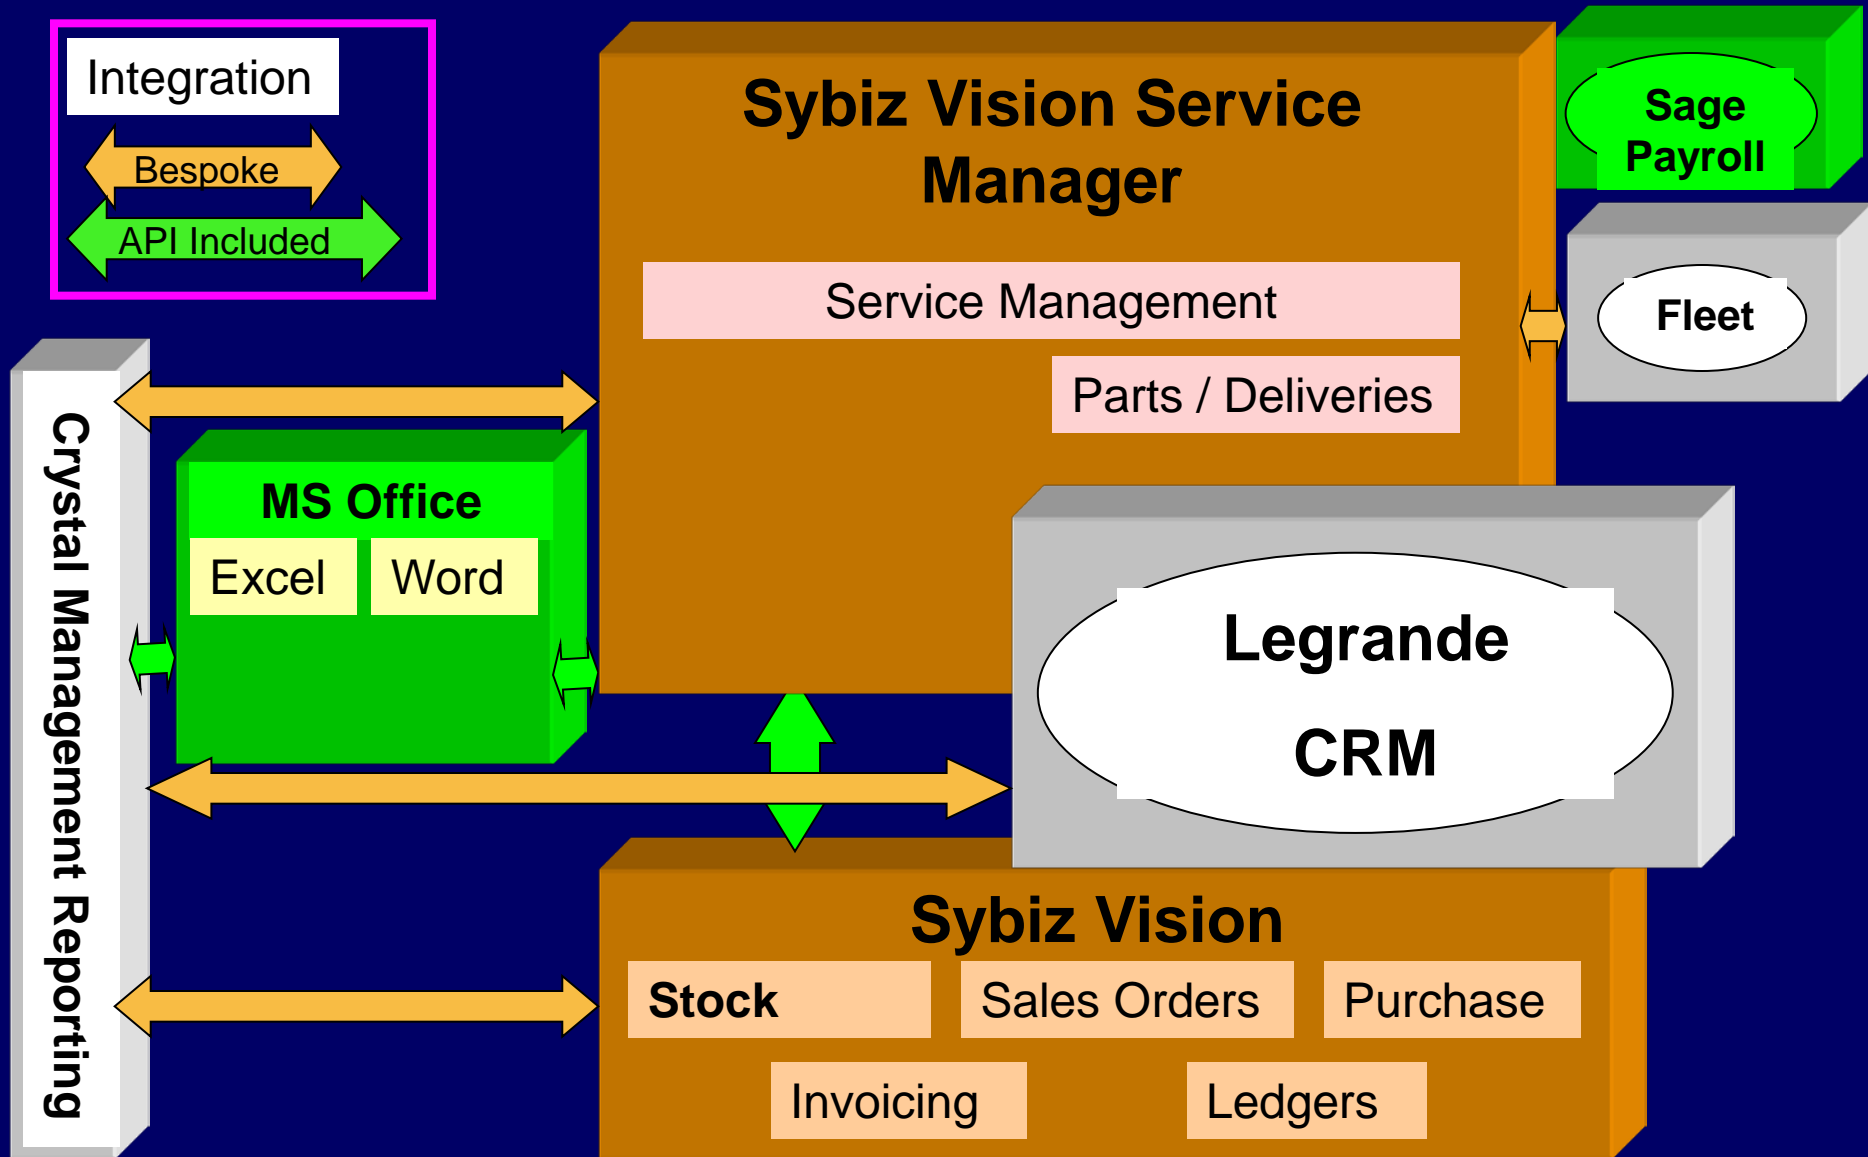 Integration
Bespoke
API Included
Sybiz Vision Service
Manager
Service Management
Parts / Deliveries
Sage
Payroll
Fleet
Crystal Management Reporting
MS Office
Excel
Word
Legrande
CRM
Sybiz Vision
Stock
Sales Orders
Purchase
Invoicing
Ledgers